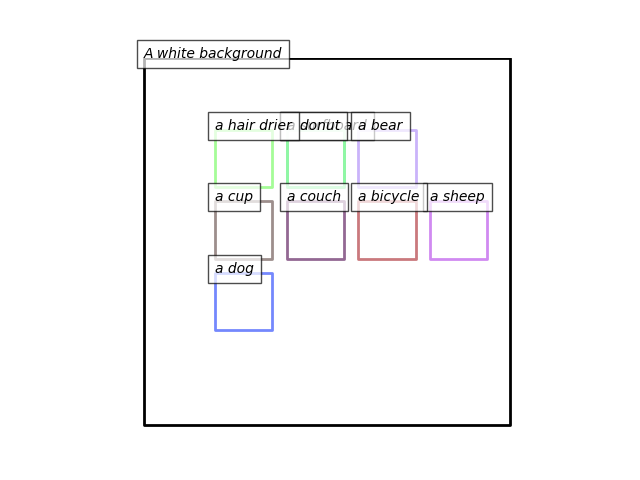 A white background
a hair drier
donut
a bear
a cup
a couch
a bicycle
a sheep
a dog